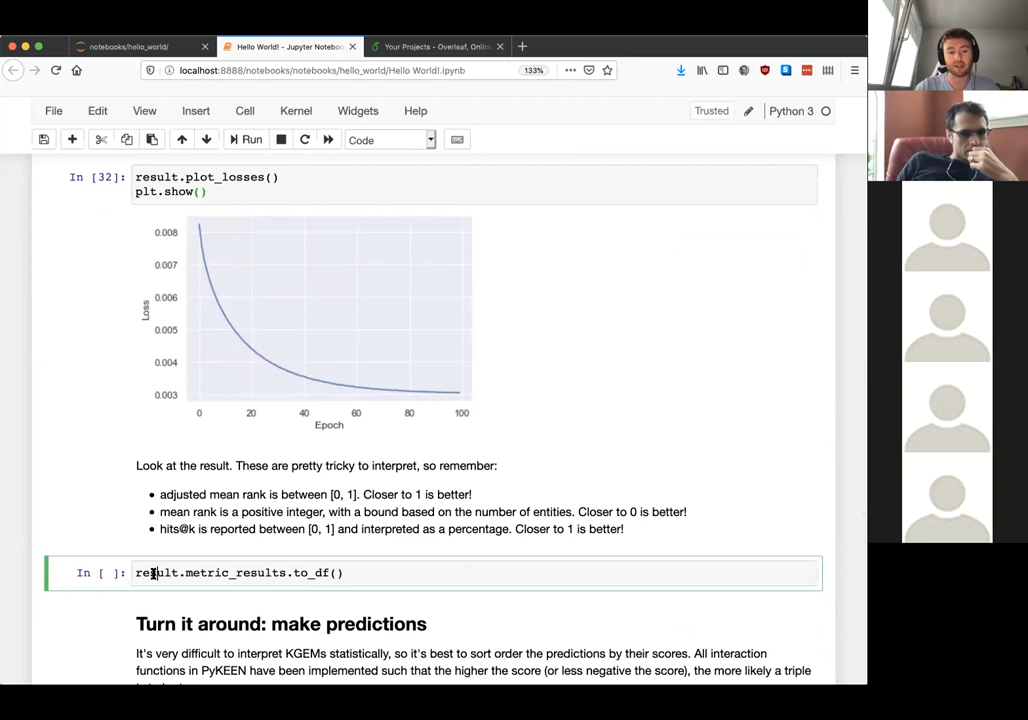 notebooks/hello_world/
Hello World! - Jupyter Noteboo
Your Projects - Overleaf, Onlin
localhost:8888/notebooks/notebooks/hello_world/Hello World!.ipynb
133%
File Edit View Insert Cell Kernel Widgets Help
Trusted
Python 3
Run
Code
In [32]:
result.plot_losses()
plt.show()
0.008
0.007
0.006
0.005
0.004
0.003
Loss
0 20 40 60 80 100
Epoch
Look at the result. These are pretty tricky to interpret, so remember:
• adjusted mean rank is between [0, 1]. Closer to 1 is better!
• mean rank is a positive integer, with a bound based on the number of entities. Closer to 0 is better!
• hits@k is reported between [0, 1] and interpreted as a percentage. Closer to 1 is better!
In [ ]: result.metric_results.to_df()
Turn it around: make predictions
It's very difficult to interpret KGEMs statistically, so it's best to sort order the predictions by their scores. All interaction
functions in PyKEEN have been implemented such that the higher the score (or less negative the score), the more likely a triple